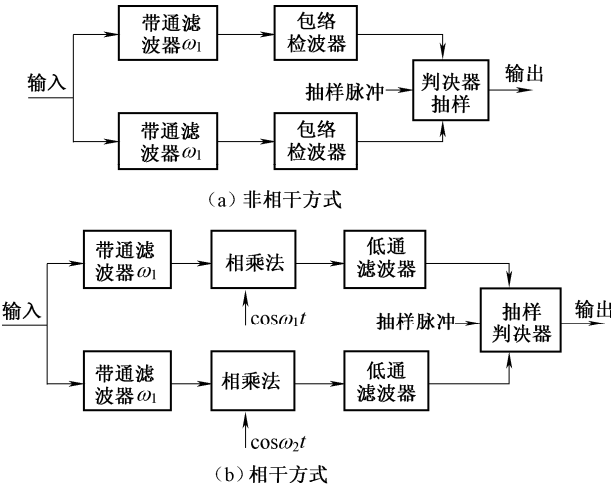 带通滤
波器ω₁
包络
检波器
输入
抽样脉冲
判决器
抽样
输出
带通滤
波器ω₁
包络
检波器
(a)非相干方式
带通滤
波器ω₁
相乘法
低通
滤波器
cosω₁t
输入
抽样脉冲
抽样
判决器
输出
带通滤
波器ω₁
相乘法
低通
滤波器
cosω₂t
(b)相干方式